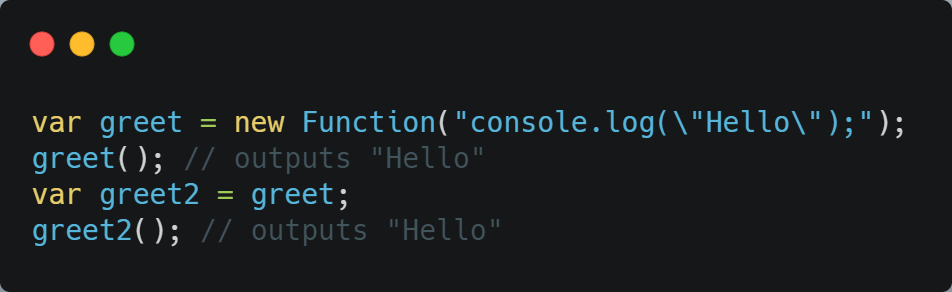 var greet = new Function("console.log(\"Hello\");");
greet(); // outputs "Hello"
var greet2 = greet;
greet2(); // outputs "Hello"